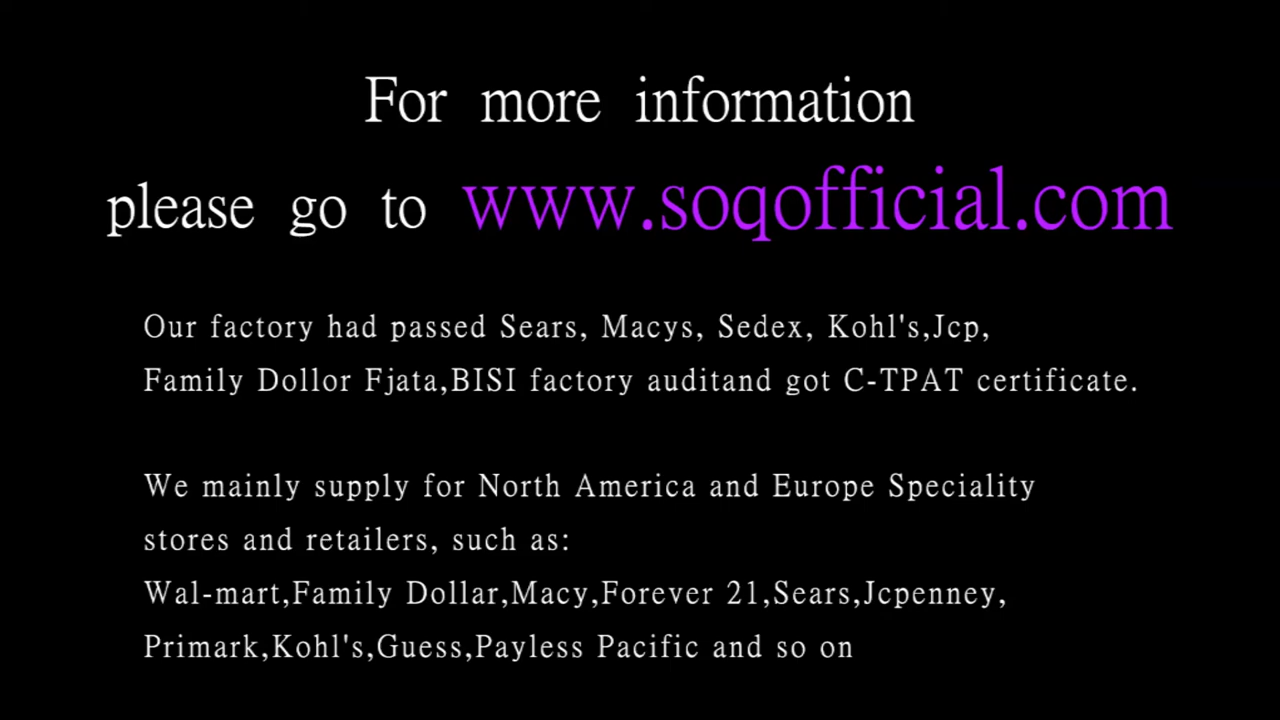 For more information
please go to www.soqofficial.com
Our factory had passed Sears, Macys, Sedex, Kohl's,Jcp,
Family Dollor Fjata,BISI factory auditand got C-TPAT certificate.
We mainly supply for North America and Europe Speciality
stores and retailers, such as:
Wal-mart,Family Dollar,Macy,Forever 21,Sears,Jcpenney,
Primark,Kohl's,Guess,Payless Pacific and so on